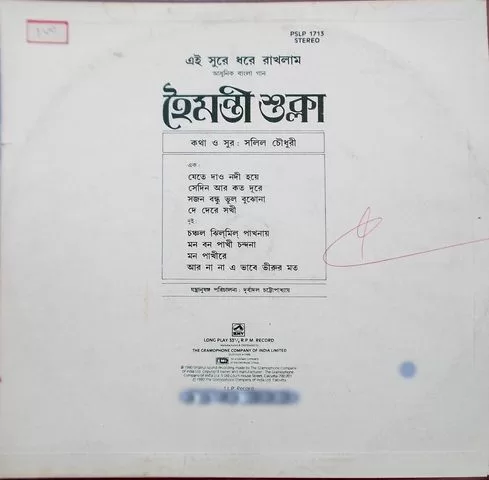 PSLP 1713
STEREO
এই সুরে ধরে রাখলাম
আধুনিক বাংলা গান
হৈমন্তী শুক্লা
কথা ও সুর : সলিল চৌধুরী
এক:
যেতে দাও নদী হয়ে
সেদিন আর কত দূরে
সজন বন্ধু ভুল বুঝোনা
দে দেরে সখী
দুই:
চঞ্চল ঝিলমিল পাখনায়
মন বন পাখী চন্দনা
মন পাখীরে
আর না না এ ভাবে ভীরুর মত
যন্ত্রানুষঙ্গ পরিচালনা : দূর্বাদল চট্টোপাধ্যায়
LONG PLAY 33⅓ R.P.M. RECORD
THE GRAMOPHONE COMPANY OF INDIA LIMITED
1 L P Record